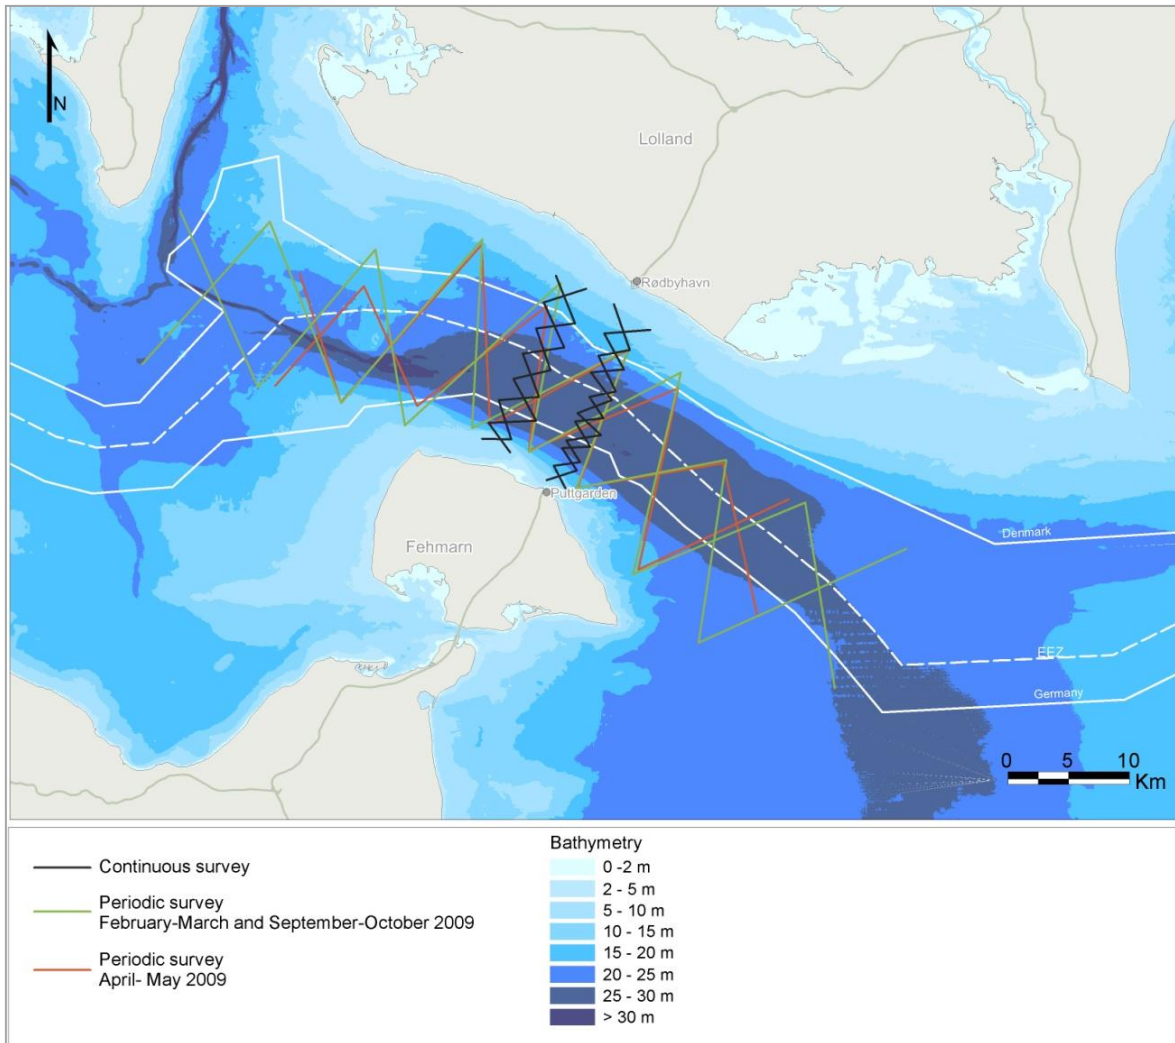 N
Lolland
Rødbyhavn
Puttgarden
Fehmarn
Denmark
EEZ
Germany
0 5 10
Km
Continuous survey
Periodic survey
February-March and September-October 2009
Periodic survey
April- May 2009
Bathymetry
0 -2 m
2 - 5 m
5 - 10 m
10 - 15 m
15 - 20 m
20 - 25 m
25 - 30 m
> 30 m